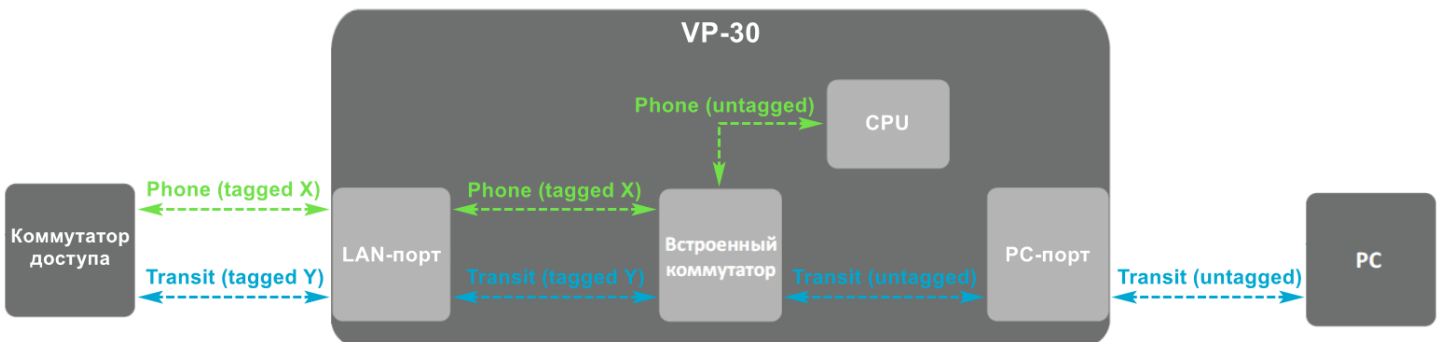 VP-30
Phone (untagged)
CPU
Phone (tagged X)
Phone (tagged X)
Коммутатор
доступа
LAN-порт
Встроенный
коммутатор
PC-порт
PC
Transit (tagged Y)
Transit (tagged Y)
Transit (untagged)
Transit (untagged)